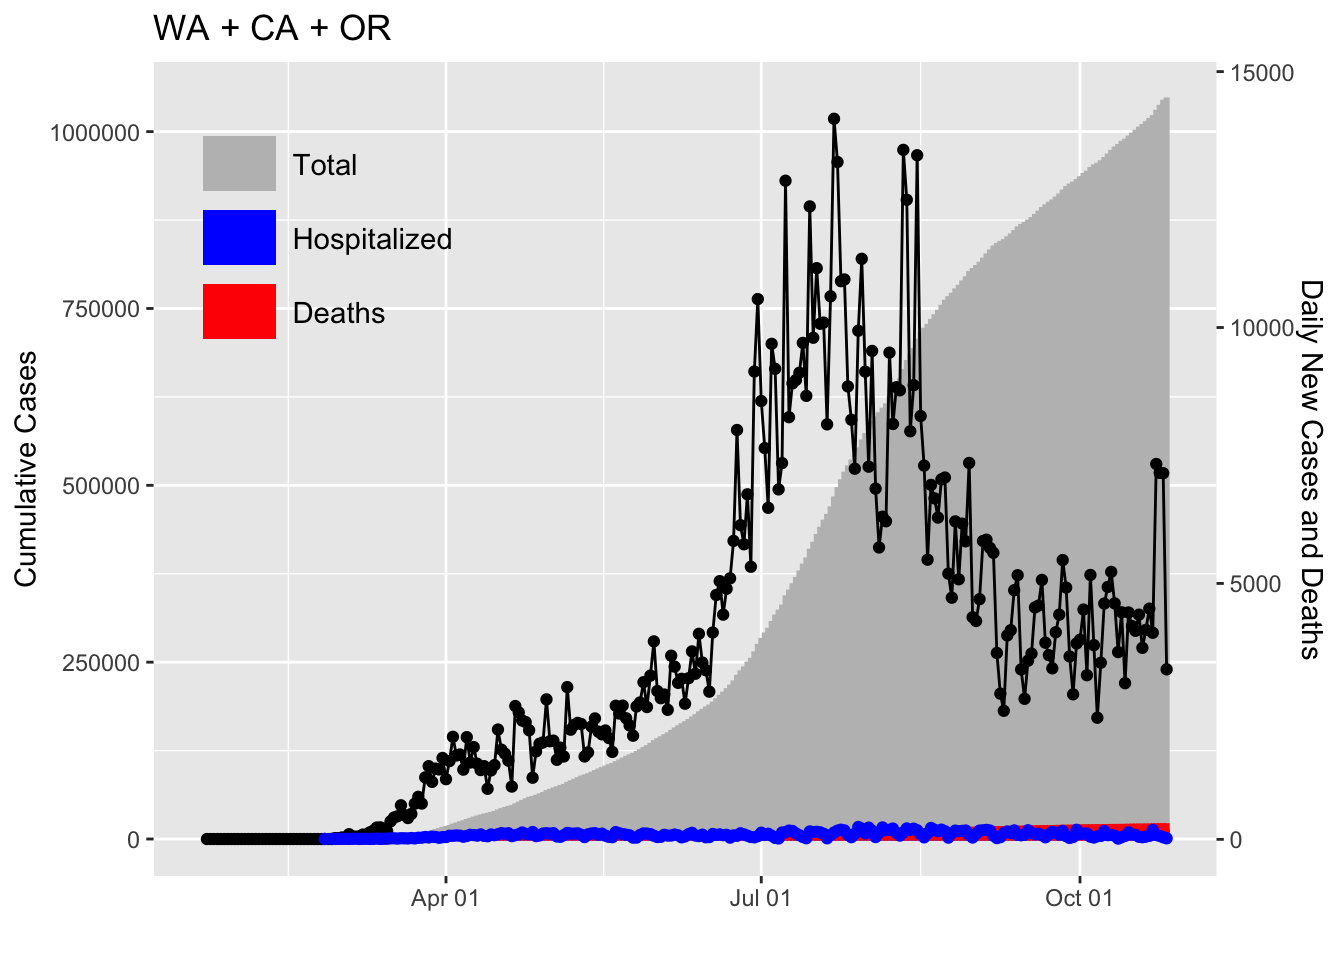 WA + CA + OR
Total
Hospitalized
Deaths
Cumulative Cases
1000000
750000
500000
250000
0
15000
10000
5000
0
Daily New Cases and Deaths
Apr 01
Jul 01
Oct 01